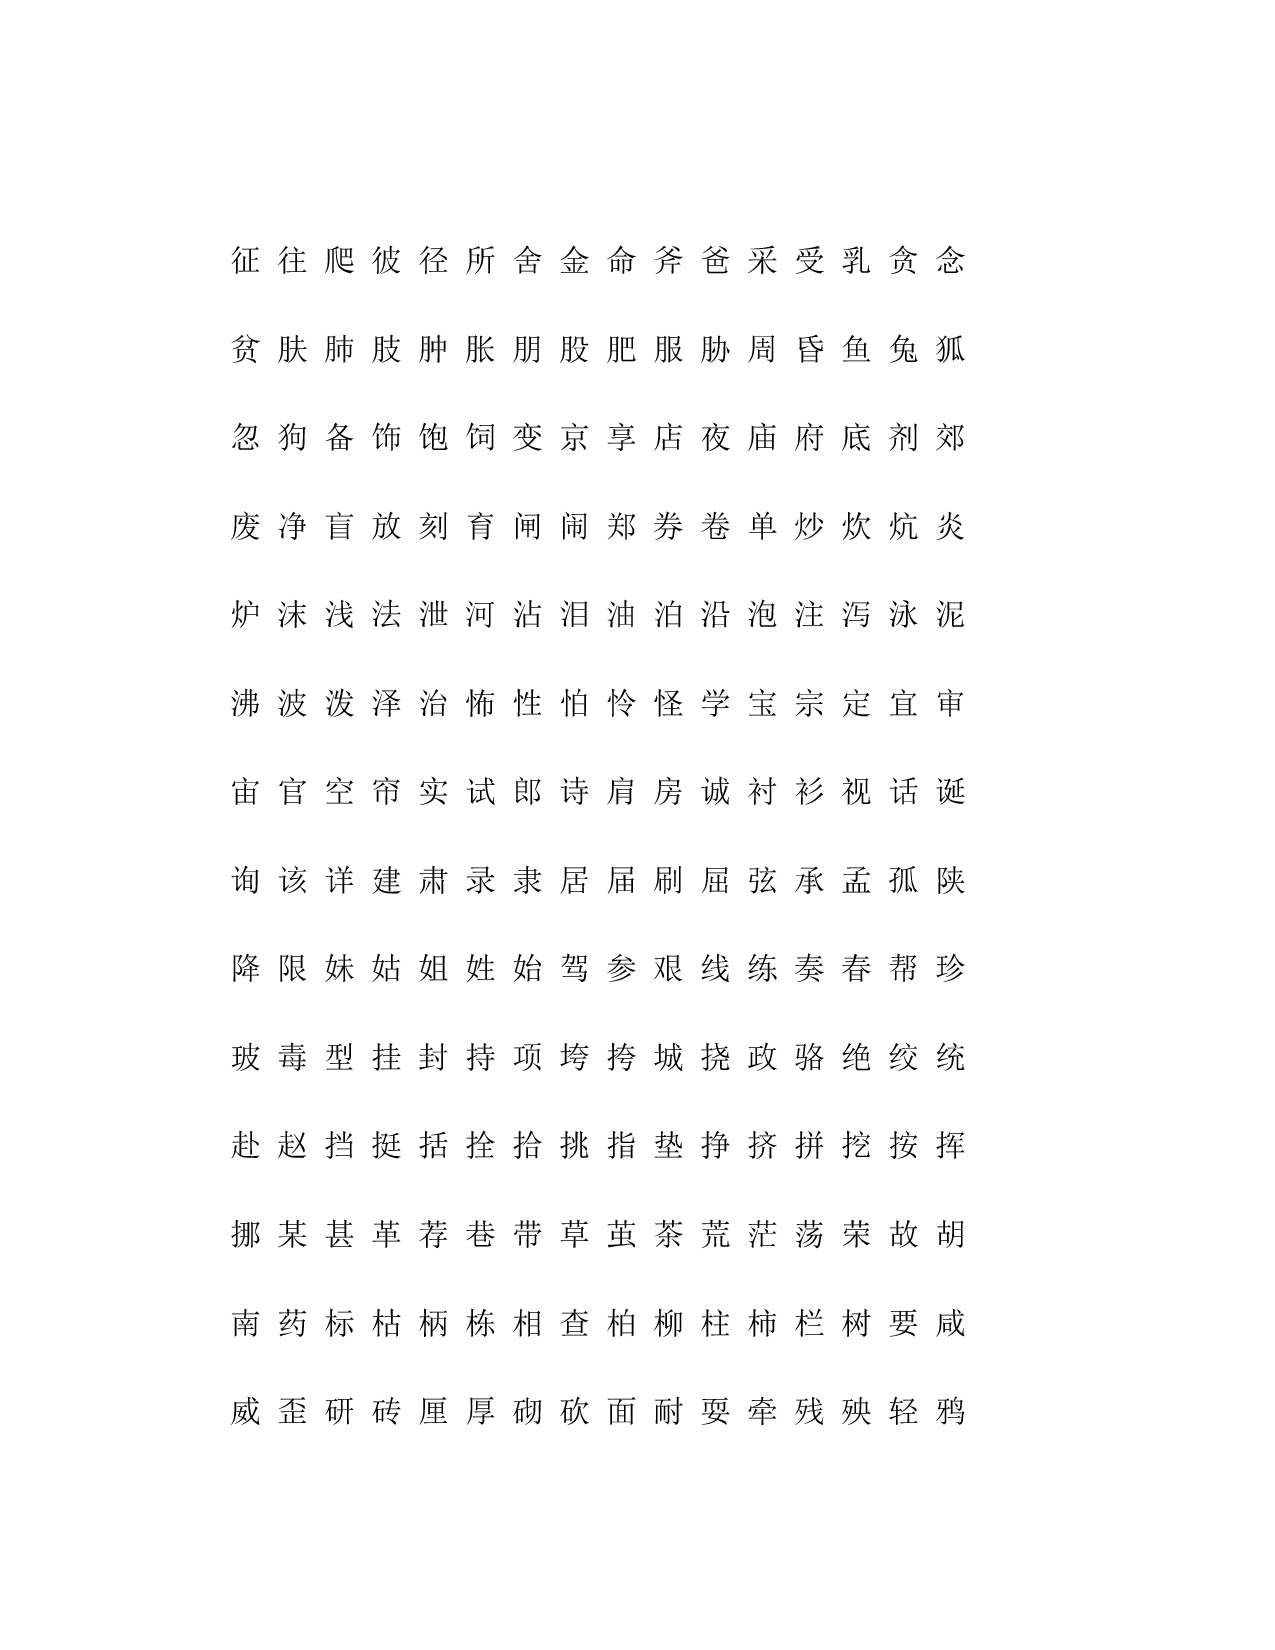 征 往 爬 彼 径 所 舍 金 命 斧 爸 采 受 乳 贪 念
贫 肤 肺 肢 肿 胀 朋 股 肥 服 胁 周 昏 鱼 兔 狐
忽 狗 备 饰 饱 饲 变 京 享 店 夜 庙 府 底 剂 郊
废 净 盲 放 刻 育 闸 闹 郑 券 卷 单 炒 炊 炕 炎
炉 沫 浅 法 泄 河 沾 泪 油 泊 沿 泡 注 泻 泳 泥
沸 波 泼 泽 治 怖 性 怕 怜 怪 学 宝 宗 定 宜 审
宙 官 空 帘 实 试 郎 诗 肩 房 诚 衬 衫 视 话 诞
询 该 详 建 肃 录 隶 居 届 刷 屈 弦 承 孟 孤 陕
降 限 妹 姑 姐 姓 始 驾 参 艰 线 练 奏 春 帮 珍
玻 毒 型 挂 封 持 项 垮 挎 城 挠 政 骆 绝 绞 统
赴 赵 挡 挺 括 拴 拾 挑 指 垫 挣 挤 拼 挖 按 挥
挪 某 甚 革 荐 巷 带 草 茧 茶 荒 茫 荡 荣 故 胡
南 药 标 枯 柄 栋 相 查 柏 柳 柱 柿 栏 树 要 咸
威 歪 研 砖 厘 厚 砌 砍 面 耐 耍 牵 残 殃 轻 鸦